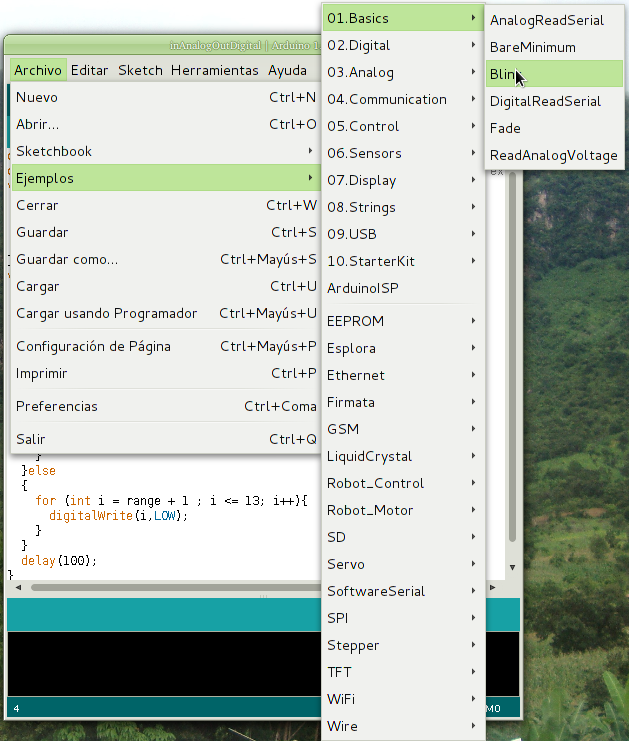 inAnalogOutDigital | Arduino 1.
Archivo Editar Sketch Herramientas Ayuda
Nuevo Ctrl+N
Abrir... Ctrl+O
Sketchbook
Ejemplos
Cerrar Ctrl+W
Guardar Ctrl+S
Guardar como... Ctrl+Mayús+S
Cargar Ctrl+U
Cargar usando Programador Ctrl+Mayús+U
Configuración de Página Ctrl+Mayús+P
Imprimir Ctrl+P
Preferencias Ctrl+Coma
Salir Ctrl+Q
01.Basics
02.Digital
03.Analog
04.Communication
05.Control
06.Sensors
07.Display
08.Strings
09.USB
10.StarterKit
ArduinoISP
EEPROM
Esplora
Ethernet
Firmata
GSM
LiquidCrystal
Robot_Control
Robot_Motor
SD
Servo
SoftwareSerial
SPI
Stepper
TFT
WiFi
Wire
AnalogReadSerial
BareMinimum
Blink
DigitalReadSerial
Fade
ReadAnalogVoltage
ex
}
}else
{
for (int i = range + 1 ; i <= 13; i++){
digitalWrite(i,LOW);
}
}
delay(100);
}
4
M0